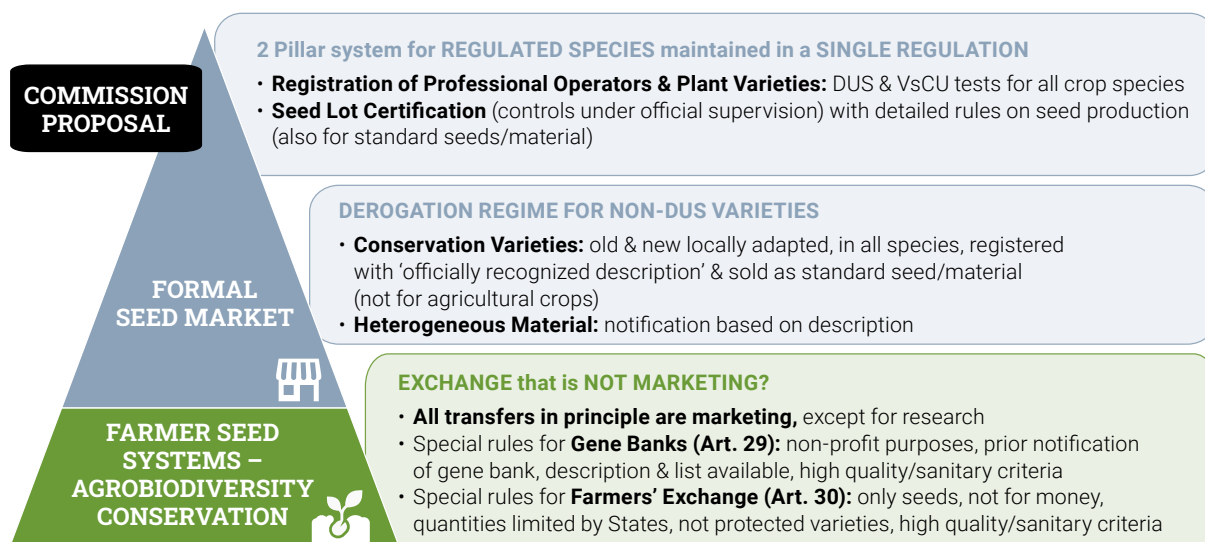 COMMISSION
PROPOSAL
2 Pillar system for REGULATED SPECIES maintained in a SINGLE REGULATION
· Registration of Professional Operators & Plant Varieties: DUS & VsCU tests for all crop species
· Seed Lot Certification (controls under official supervision) with detailed rules on seed production
(also for standard seeds/material)
FORMAL
SEED MARKET
DEROGATION REGIME FOR NON-DUS VARIETIES
· Conservation Varieties: old & new locally adapted, in all species, registered
with ‘officially recognized description’ & sold as standard seed/material
(not for agricultural crops)
· Heterogeneous Material: notification based on description
FARMER SEED
SYSTEMS –
AGROBIODIVERSITY
CONSERVATION
EXCHANGE that is NOT MARKETING?
· All transfers in principle are marketing, except for research
· Special rules for Gene Banks (Art. 29): non-profit purposes, prior notification
of gene bank, description & list available, high quality/sanitary criteria
· Special rules for Farmers’ Exchange (Art. 30): only seeds, not for money,
quantities limited by States, not protected varieties, high quality/sanitary criteria